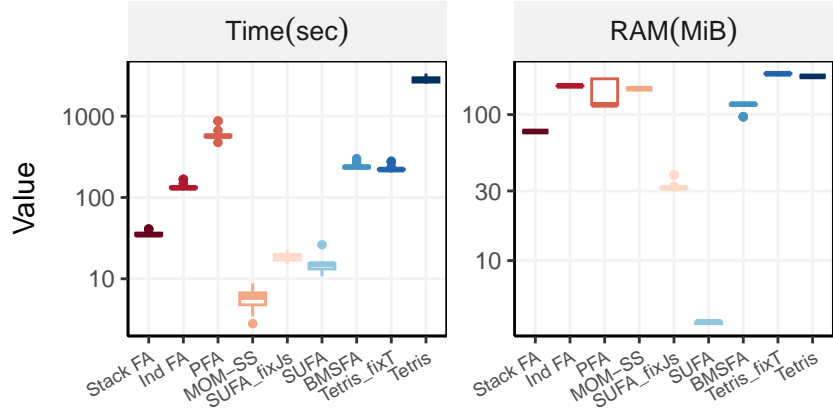 Time(sec)
RAM(MiB)
Value
1000
100
10
100
30
10
Stack FA
Ind FA
PFA
MOM−SS
SUFA_fixJs
SUFA
BMSFA
Tetris_fixT
Tetris
Stack FA
Ind FA
PFA
MOM−SS
SUFA_fixJs
SUFA
BMSFA
Tetris_fixT
Tetris